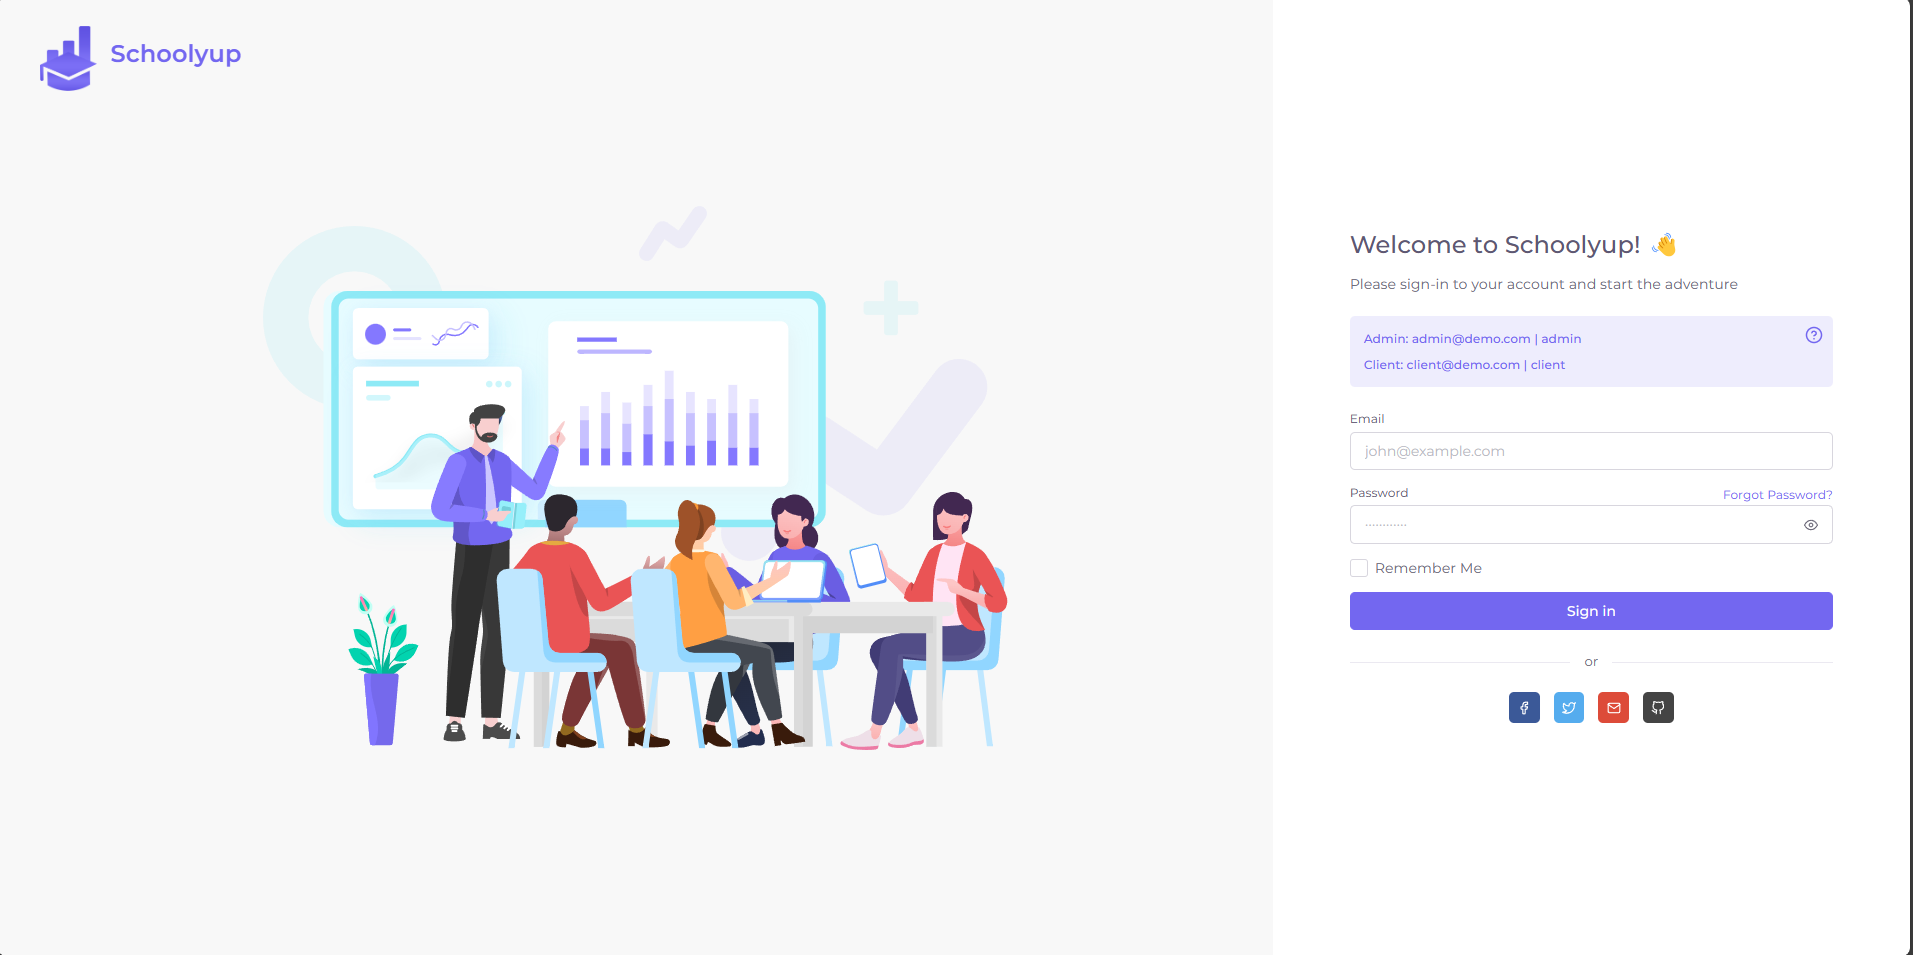 Schoolyup
Welcome to Schoolyup! 👋
Please sign-in to your account and start the adventure
Admin: admin@demo.com | admin
Client: client@demo.com | client
Email
john@example.com
Password
Forgot Password?
············
Remember Me
Sign in
or